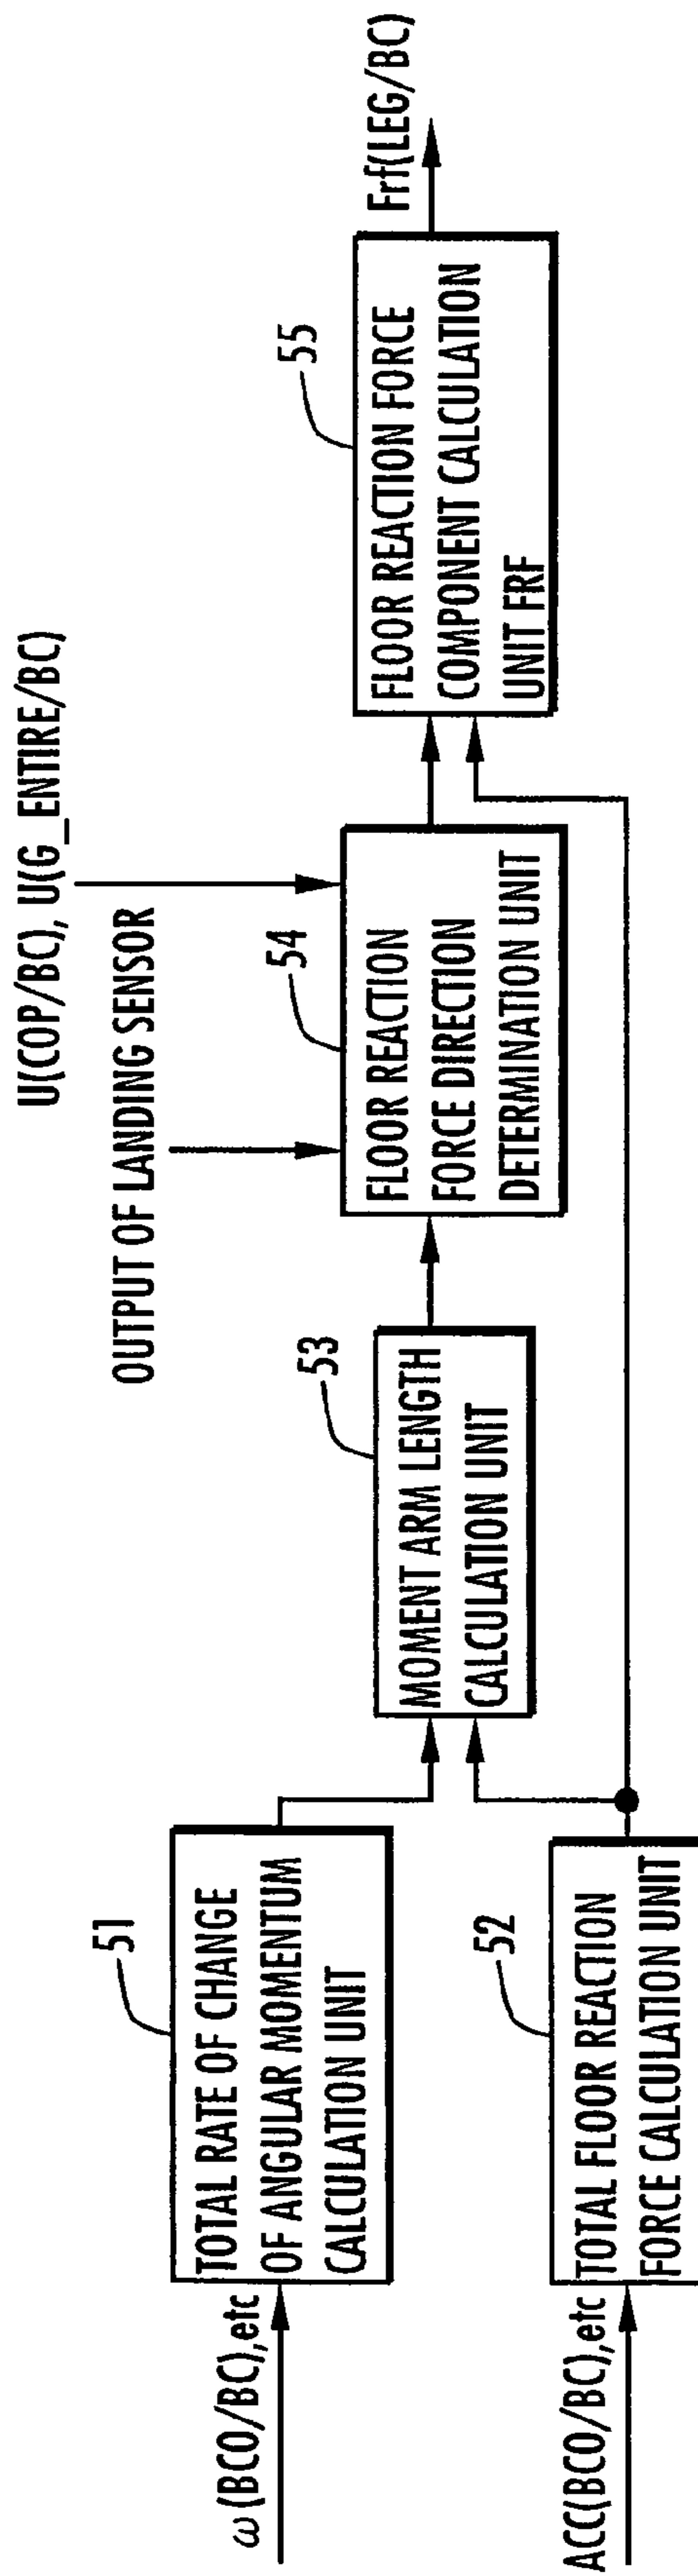 ω(BCO/BC),etc
51
TOTAL RATE OF CHANGE
OF ANGULAR MOMENTUM
CALCULATION UNIT
ACC(BCO/BC),etc
52
TOTAL FLOOR REACTION
FORCE CALCULATION UNIT
53
MOMENT ARM LENGTH
CALCULATION UNIT
OUTPUT OF LANDING SENSOR
U(COP/BC), U(G_ENTIRE/BC)
54
FLOOR REACTION
FORCE DIRECTION
DETERMINATION UNIT
55
FLOOR REACTION FORCE
COMPONENT CALCULATION
UNIT FRF
Frf(LEG/BC)